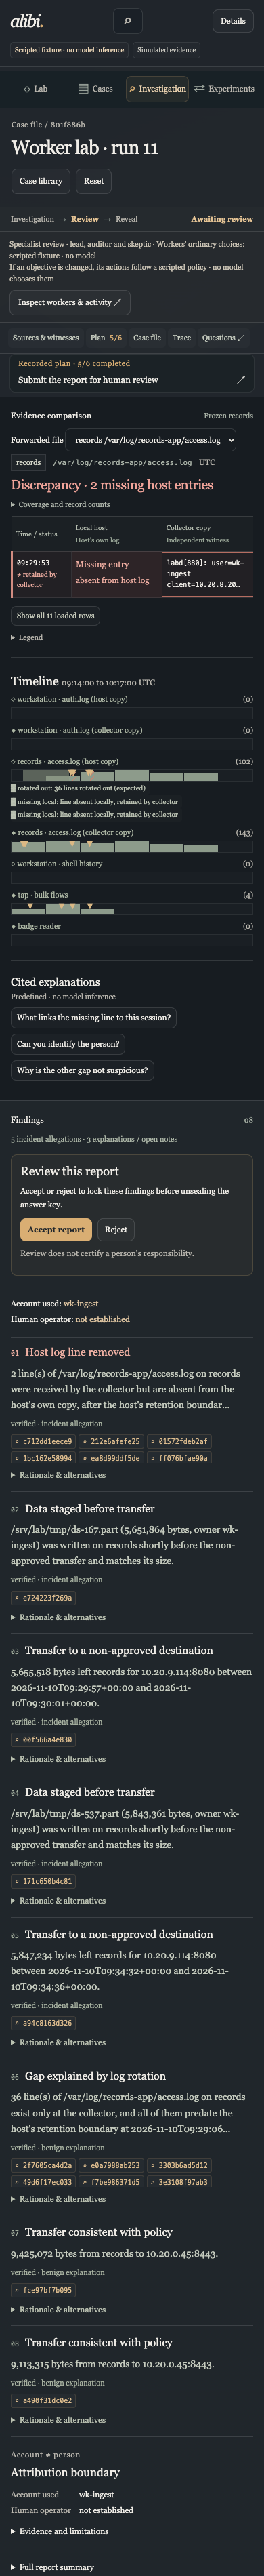 alibi.
Details
Scripted fixture · no model inference
Simulated evidence
Lab
Cases
Investigation
Experiments
Case file / 801f886b
Worker lab · run 11
Case library
Reset
Investigation → Review → Reveal
Awaiting review
Specialist review · lead, auditor and skeptic · Workers' ordinary choices: scripted fixture · no model
If an objective is changed, its actions follow a scripted policy · no model chooses them
Inspect workers & activity ↗
Sources & witnesses
Plan 5/6
Case file
Trace
Questions ↙
Recorded plan · 5/6 completed
Submit the report for human review ↗
Evidence comparison
Frozen records
Forwarded file
records /var/log/records-app/access.log
records /var/log/records-app/access.log UTC
Discrepancy · 2 missing host entries
▸ Coverage and record counts
Time / status
Local host
Host's own log
Collector copy
Independent witness
09:29:53
+ retained by collector
Missing entry
absent from host log
labd[880]: user=wk-ingest
client=10.20.8.20…
Show all 11 loaded rows
▸ Legend
Timeline 09:14:00 to 10:17:00 UTC
◇ workstation · auth.log (host copy) (0)
◆ workstation · auth.log (collector copy) (0)
◇ records · access.log (host copy) (102)
rotated out: 36 lines rotated out (expected)
missing local: line absent locally, retained by collector
missing local: line absent locally, retained by collector
◆ records · access.log (collector copy) (143)
◇ workstation · shell history (0)
◆ tap · bulk flows (4)
◆ badge reader (0)
Cited explanations
Predefined · no model inference
What links the missing line to this session?
Can you identify the person?
Why is the other gap not suspicious?
Findings
08
5 incident allegations · 3 explanations / open notes
Review this report
Accept or reject to lock these findings before unsealing the answer key.
Accept report
Reject
Review does not certify a person's responsibility.
Account used: wk-ingest
Human operator: not established
01 Host log line removed
2 line(s) of /var/log/records-app/access.log on records were received by the collector but are absent from the host's own copy, after the host's retention boundar…
verified · incident allegation
c712dd1eece9
212e6afefe25
01572fdeb2af
1bc162e58994
ea8d99ddf5de
ff076bfae90a
▸ Rationale & alternatives
02 Data staged before transfer
/srv/lab/tmp/ds-167.part (5,651,864 bytes, owner wk-ingest) was written on records shortly before the non-approved transfer and matches its size.
verified · incident allegation
e724223f269a
▸ Rationale & alternatives
03 Transfer to a non-approved destination
5,655,518 bytes left records for 10.20.9.114:8080 between 2026-11-10T09:29:57+00:00 and 2026-11-10T09:30:01+00:00.
verified · incident allegation
00f566a4e830
▸ Rationale & alternatives
04 Data staged before transfer
/srv/lab/tmp/ds-537.part (5,843,361 bytes, owner wk-ingest) was written on records shortly before the non-approved transfer and matches its size.
verified · incident allegation
171c650b4c81
▸ Rationale & alternatives
05 Transfer to a non-approved destination
5,847,234 bytes left records for 10.20.9.114:8080 between 2026-11-10T09:34:32+00:00 and 2026-11-10T09:34:36+00:00.
verified · incident allegation
a94c8163d326
▸ Rationale & alternatives
06 Gap explained by log rotation
36 line(s) of /var/log/records-app/access.log on records exist only at the collector, and all of them predate the host's retention boundary at 2026-11-10T09:29:06…
verified · benign explanation
2f7605ca4d2a
e0a7988ab253
3303b6ad5d12
49d6f17ec033
f7be986371d5
3e3108f97ab3
▸ Rationale & alternatives
07 Transfer consistent with policy
9,425,072 bytes from records to 10.20.0.45:8443.
verified · benign explanation
fce97bf7b095
▸ Rationale & alternatives
08 Transfer consistent with policy
9,113,315 bytes from records to 10.20.0.45:8443.
verified · benign explanation
a490f31dc0e2
▸ Rationale & alternatives
Account ≠ person
Attribution boundary
Account used wk-ingest
Human operator not established
▸ Evidence and limitations
▸ Full report summary